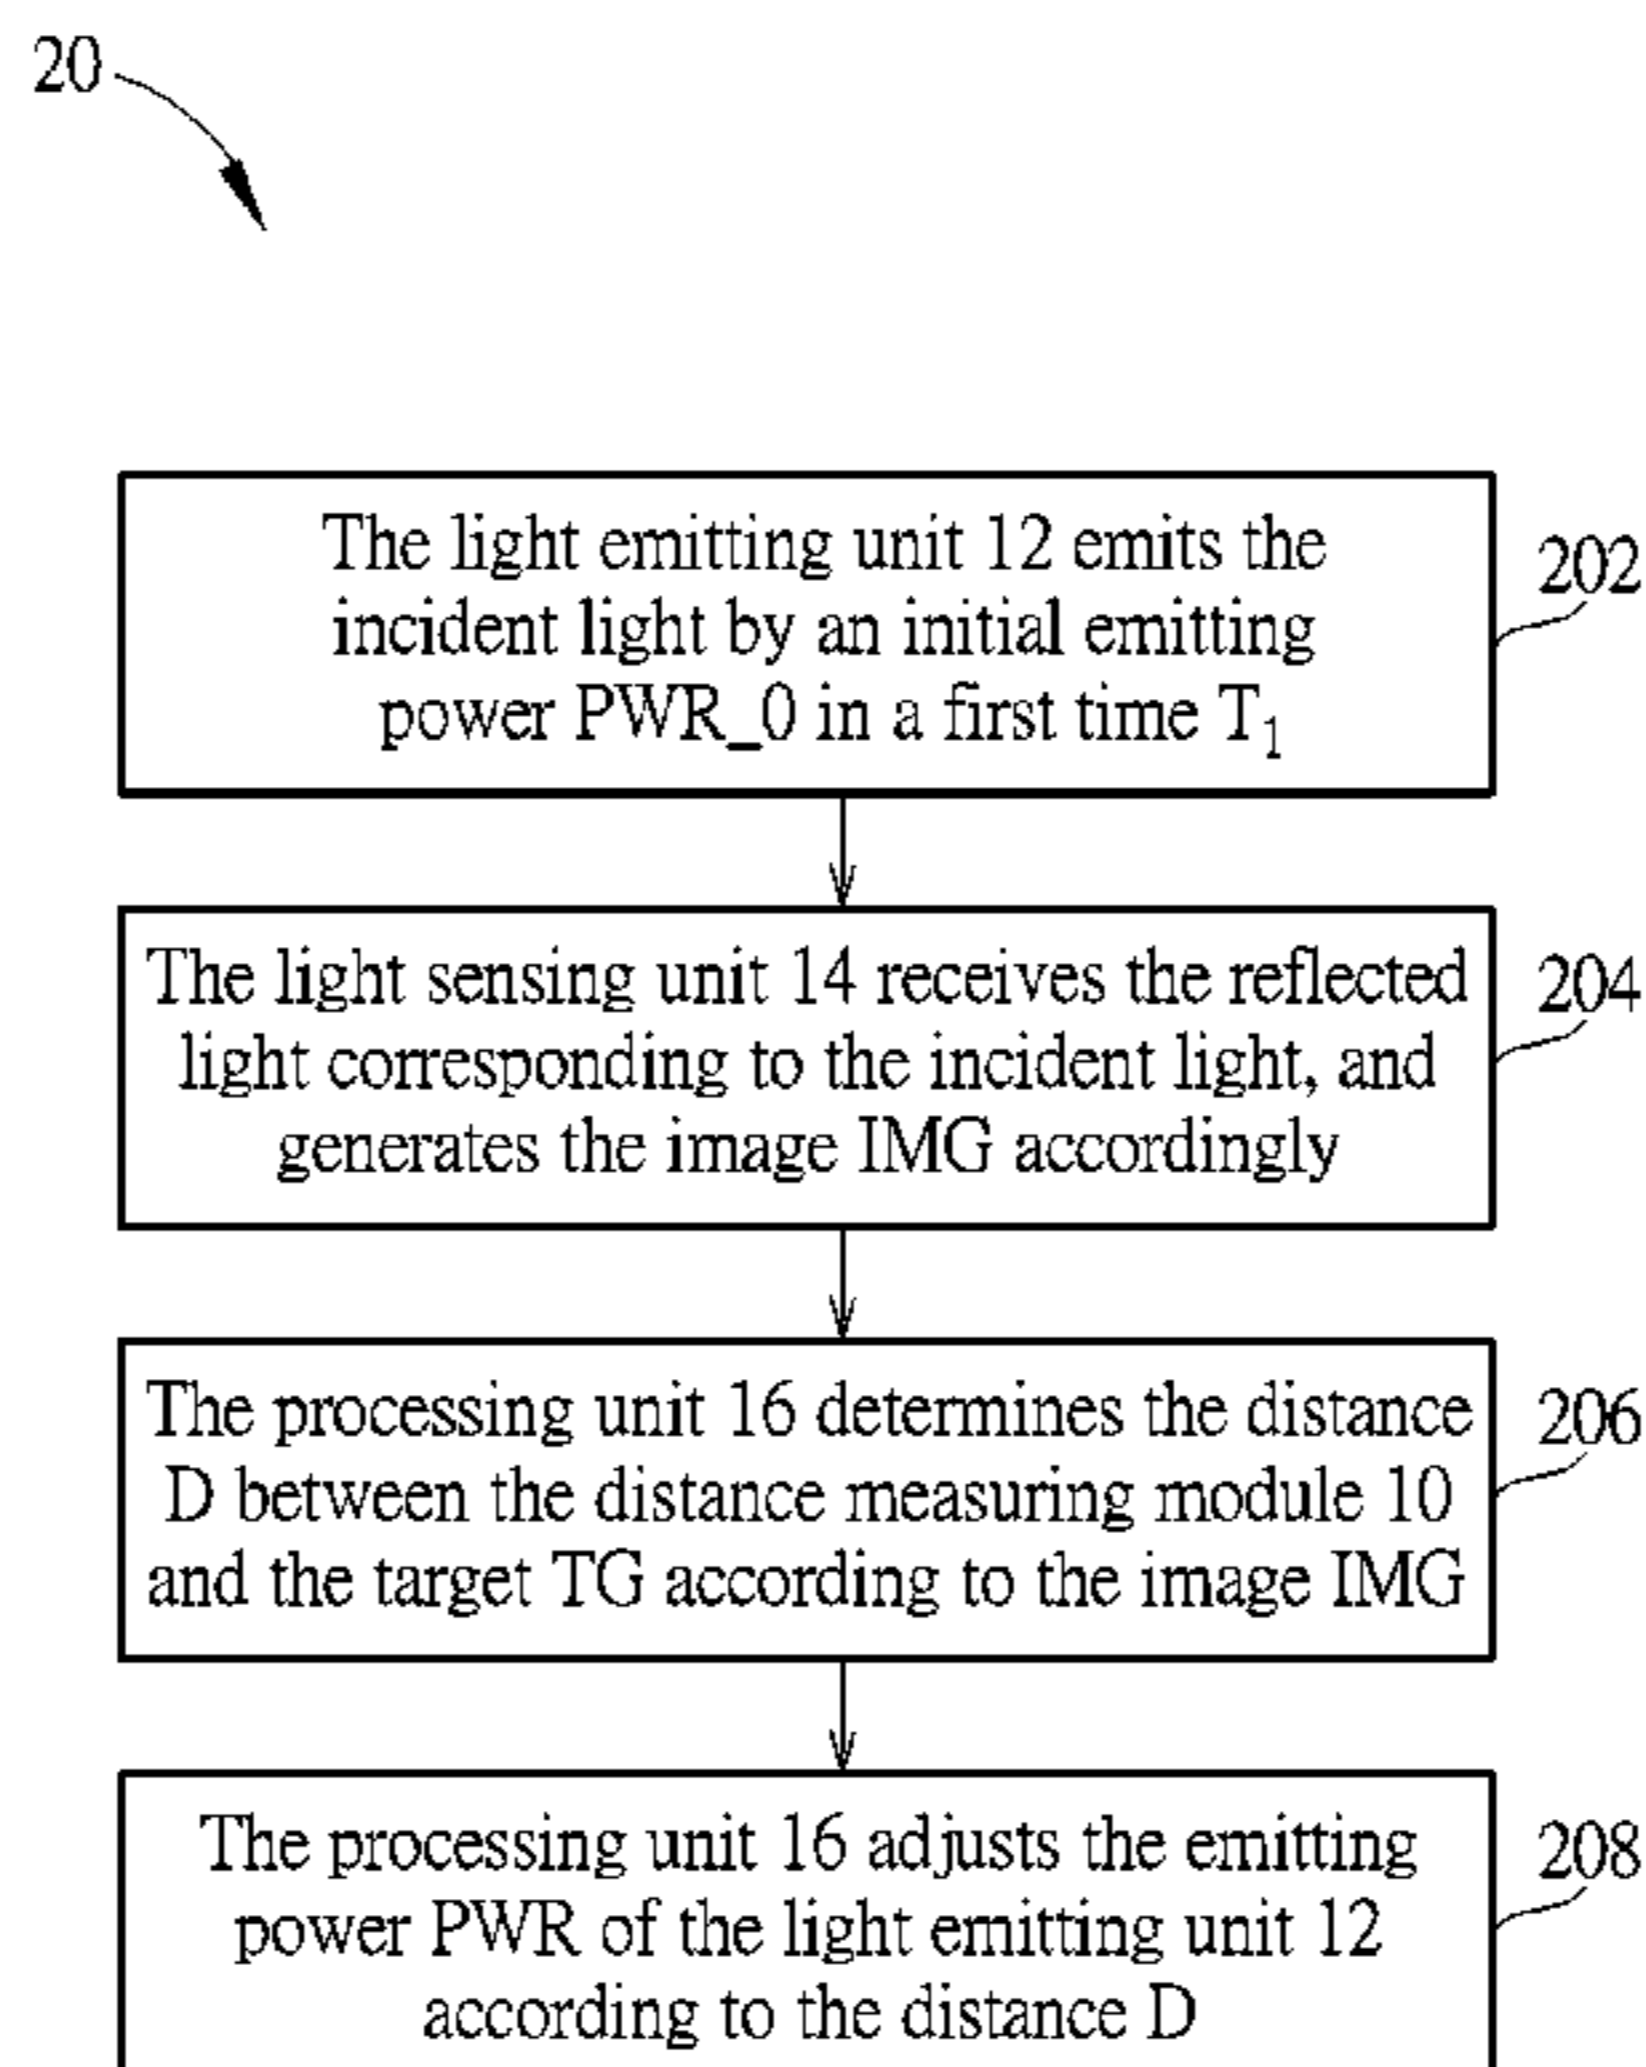 20
The light emitting unit 12 emits the
incident light by an initial emitting
power PWR_0 in a first time T₁
202
The light sensing unit 14 receives the reflected
light corresponding to the incident light, and
generates the image IMG accordingly
204
The processing unit 16 determines the distance
D between the distance measuring module 10
and the target TG according to the image IMG
206
The processing unit 16 adjusts the emitting
power PWR of the light emitting unit 12
according to the distance D
208